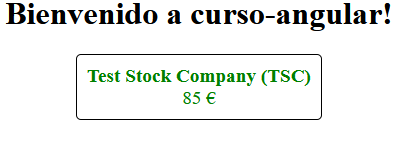 Bienvenido a curso-angular!
Test Stock Company (TSC)
85 €